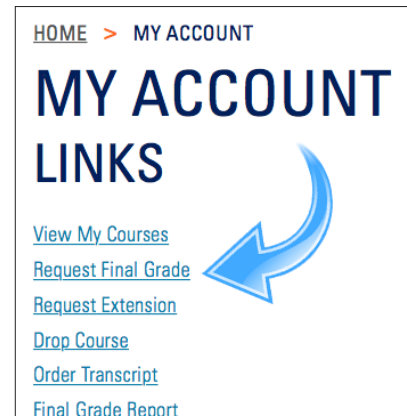 HOME > MY ACCOUNT
MY ACCOUNT
LINKS
View My Courses
Request Final Grade
Request Extension
Drop Course
Order Transcript
Final Grade Report